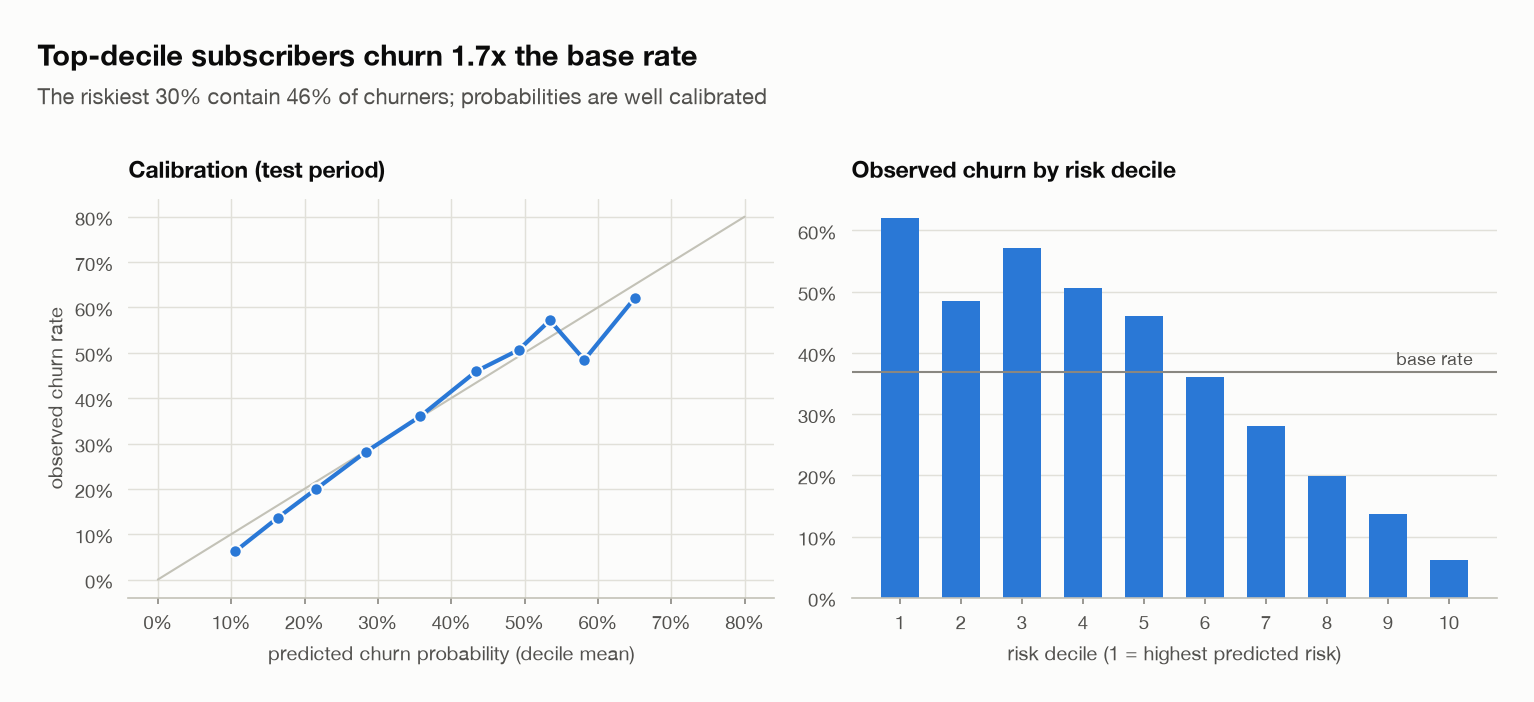 Top-decile subscribers churn 1.7x the base rate
The riskiest 30% contain 46% of churners; probabilities are well calibrated
Calibration (test period)
80%
70%
60%
50%
40%
30%
20%
10%
0%
observed churn rate
0% 10% 20% 30% 40% 50% 60% 70% 80%
predicted churn probability (decile mean)
Observed churn by risk decile
60%
50%
40%
30%
20%
10%
0%
base rate
1 2 3 4 5 6 7 8 9 10
risk decile (1 = highest predicted risk)